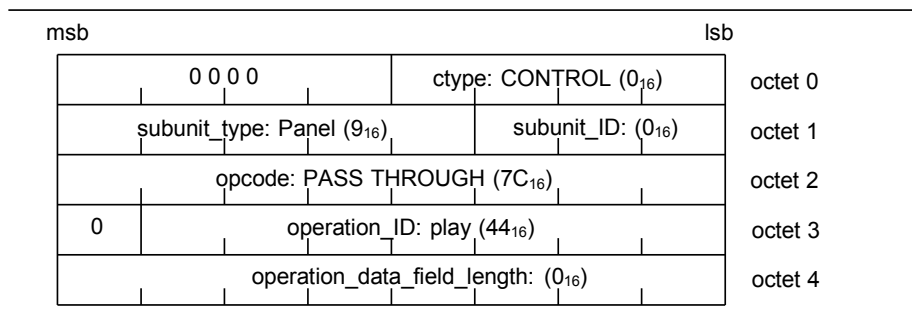 msb lsb
0 0 0 0 ctype: CONTROL (0₁₆) octet 0
subunit_type: Panel (9₁₆) subunit_ID: (0₁₆) octet 1
opcode: PASS THROUGH (7C₁₆) octet 2
0 operation_ID: play (44₁₆) octet 3
operation_data_field_length: (0₁₆) octet 4